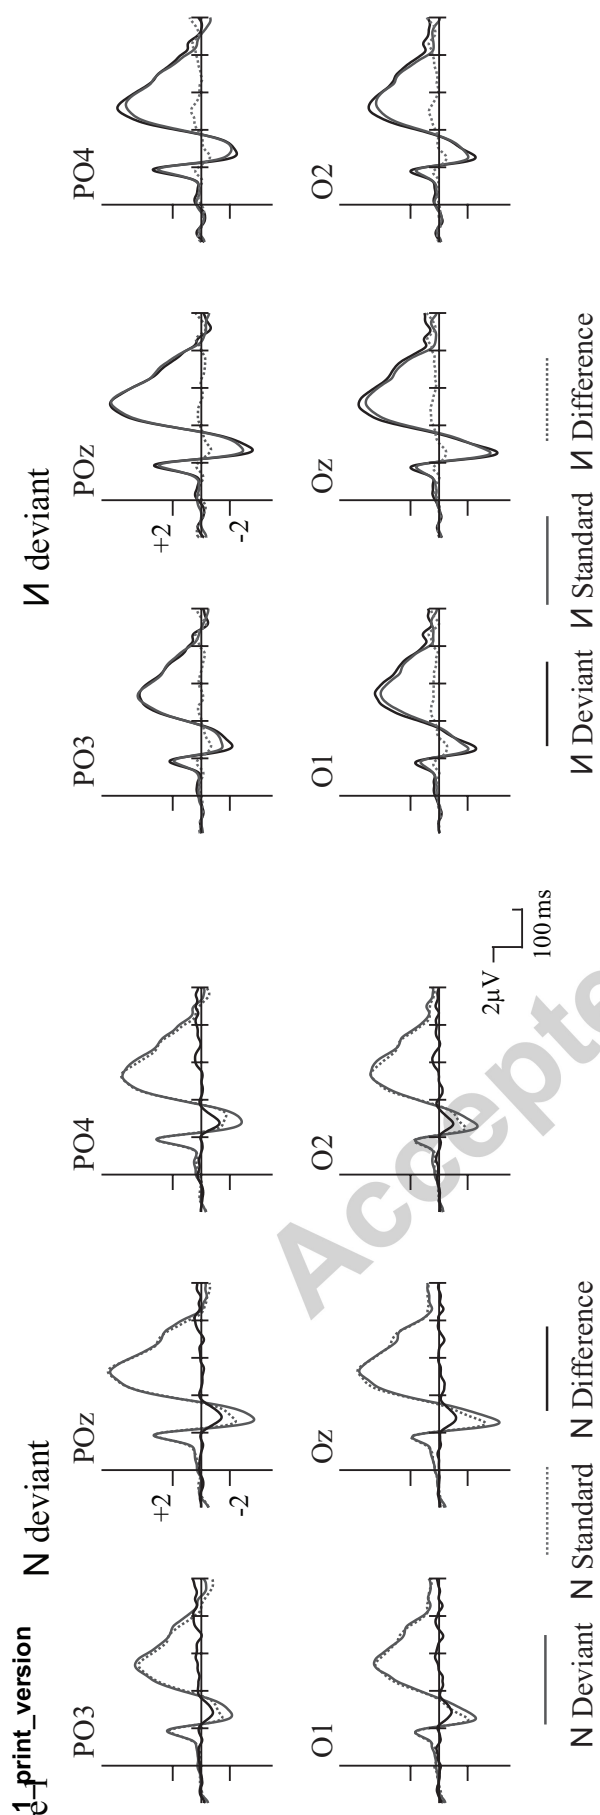 1_print_version
e-1
N deviant
PO3 POz PO4
+2
-2
O1 Oz O2
2μV
100 ms
N Deviant N Standard N Difference
И deviant
PO3 POz PO4
+2
-2
O1 Oz O2
И Deviant И Standard И Difference